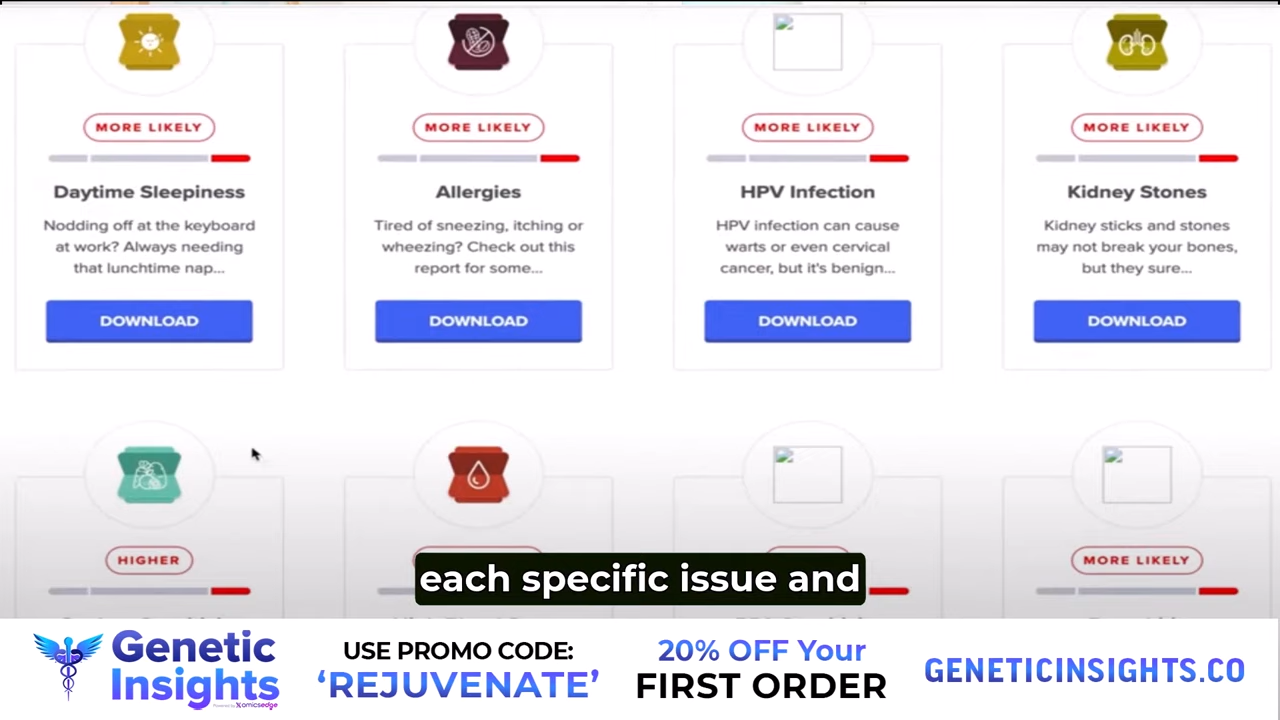 MORE LIKELY
Daytime Sleepiness
Nodding off at the keyboard
at work? Always needing
that lunchtime nap...
DOWNLOAD
MORE LIKELY
Allergies
Tired of sneezing, itching or
wheezing? Check out this
report for some...
DOWNLOAD
MORE LIKELY
HPV Infection
HPV infection can cause
warts or even cervical
cancer, but it's benign...
DOWNLOAD
MORE LIKELY
Kidney Stones
Kidney sticks and stones
may not break your bones,
but they sure...
DOWNLOAD
HIGHER
MORE LIKELY
each specific issue and
Genetic
Insights
Powered by omicsedge
USE PROMO CODE:
‘REJUVENATE’
20% OFF Your
FIRST ORDER
GENETICINSIGHTS.CO